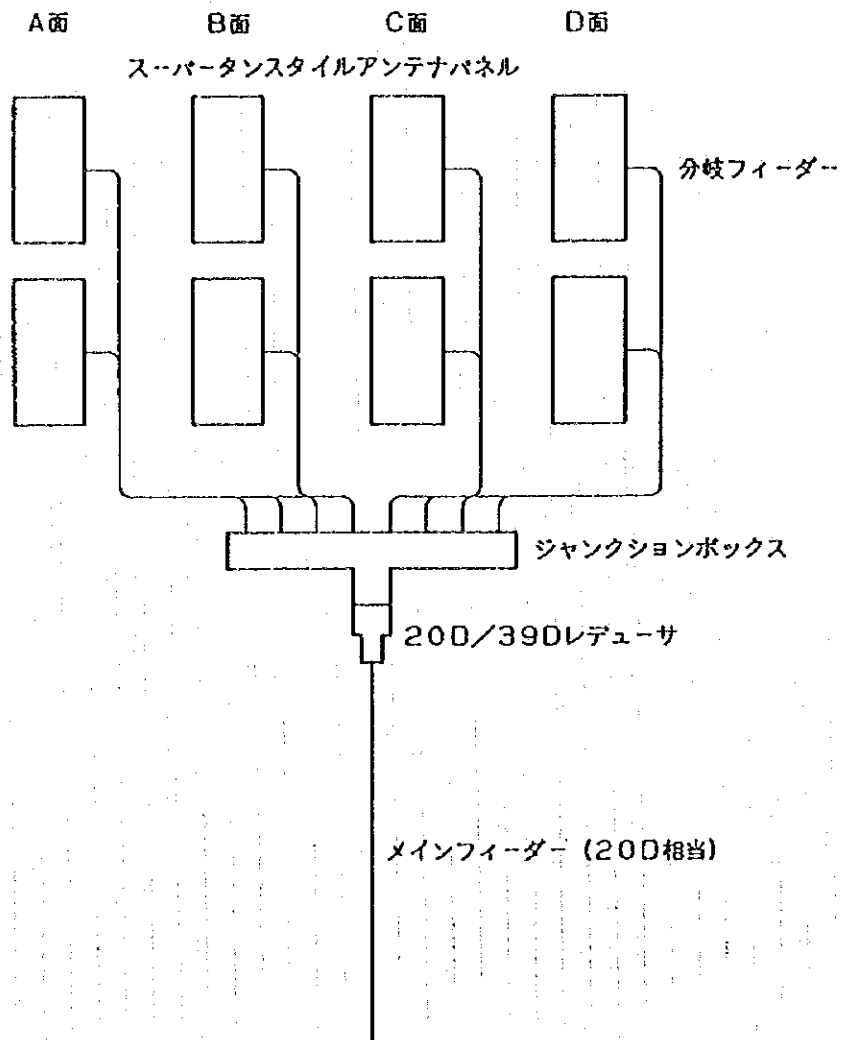 A面 B面 C面 D面
スーパータンスタイルアンテナパネル
分岐フィーダー
ジャンクションボックス
20D/39Dレデューサ
メインフィーダー (20D相当)